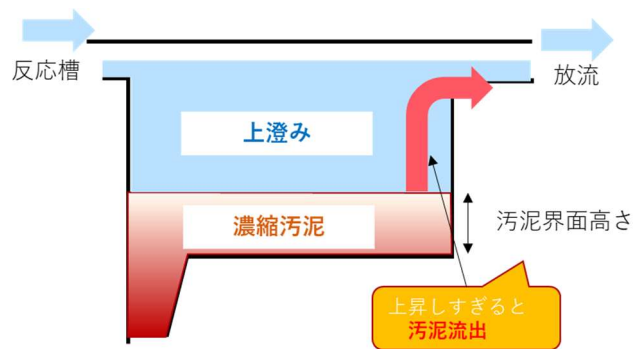 反応槽
放流
上澄み
濃縮汚泥
汚泥界面高さ
上昇しすぎると
汚泥流出